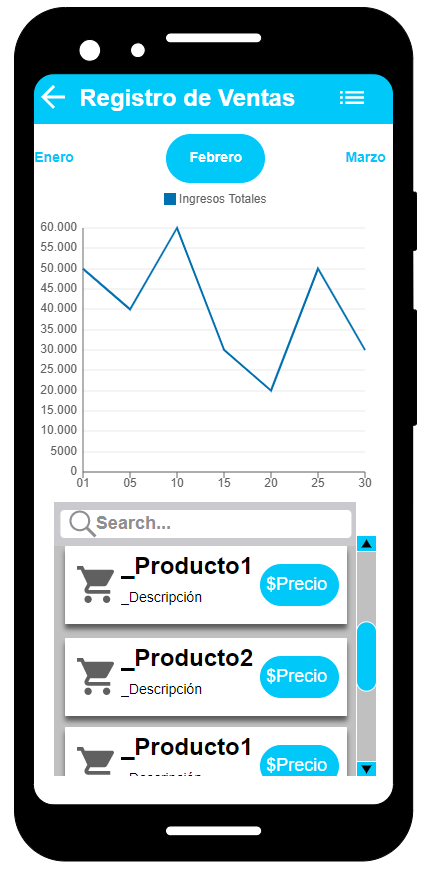 Registro de Ventas
Enero Febrero Marzo
Ingresos Totales
60.000
55.000
50.000
45.000
40.000
35.000
30.000
25.000
20.000
15.000
10.000
5000
0
01 05 10 15 20 25 30
Search...
_Producto1
$Precio
_Descripción
_Producto2
$Precio
_Descripción
_Producto1
$Precio
_Descripción